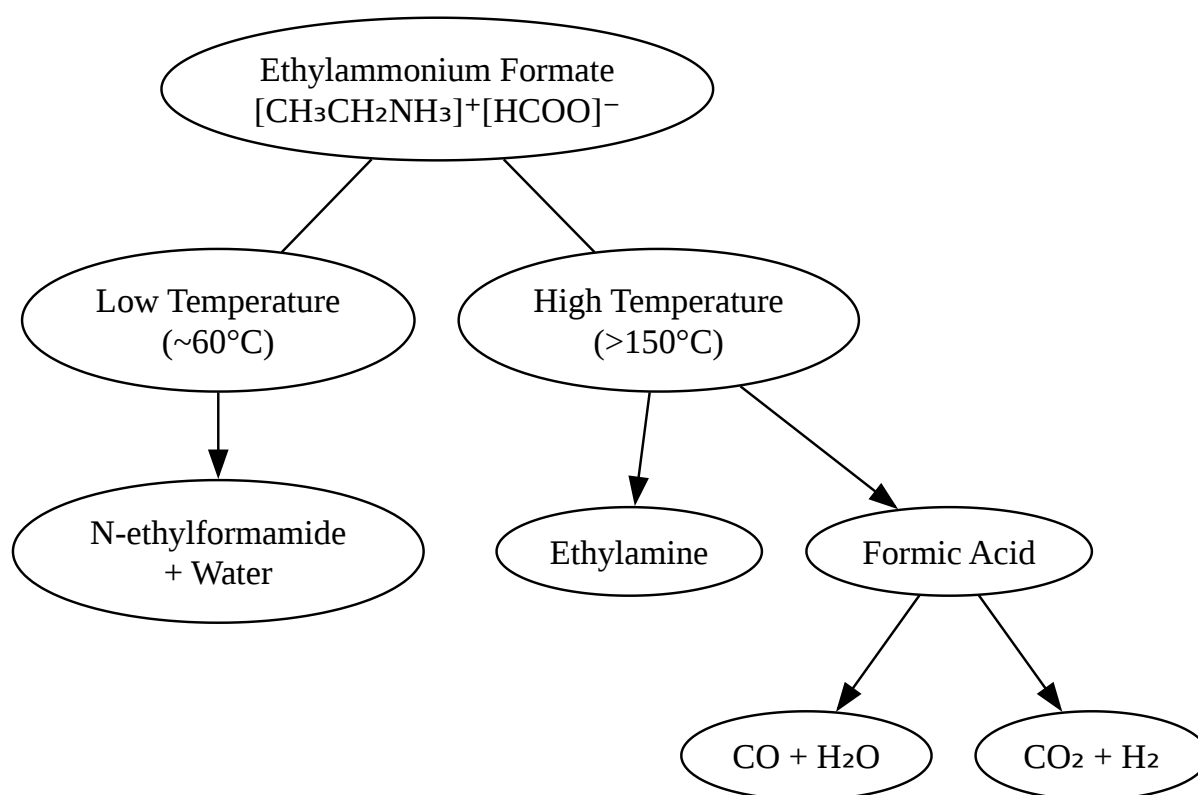 Ethylammonium Formate
[CH₃CH₂NH₃]⁺[HCOO]⁻
Low Temperature
(~60°C)
High Temperature
(>150°C)
N-ethylformamide
+ Water
Ethylamine
Formic Acid
CO + H₂O
CO₂ + H₂